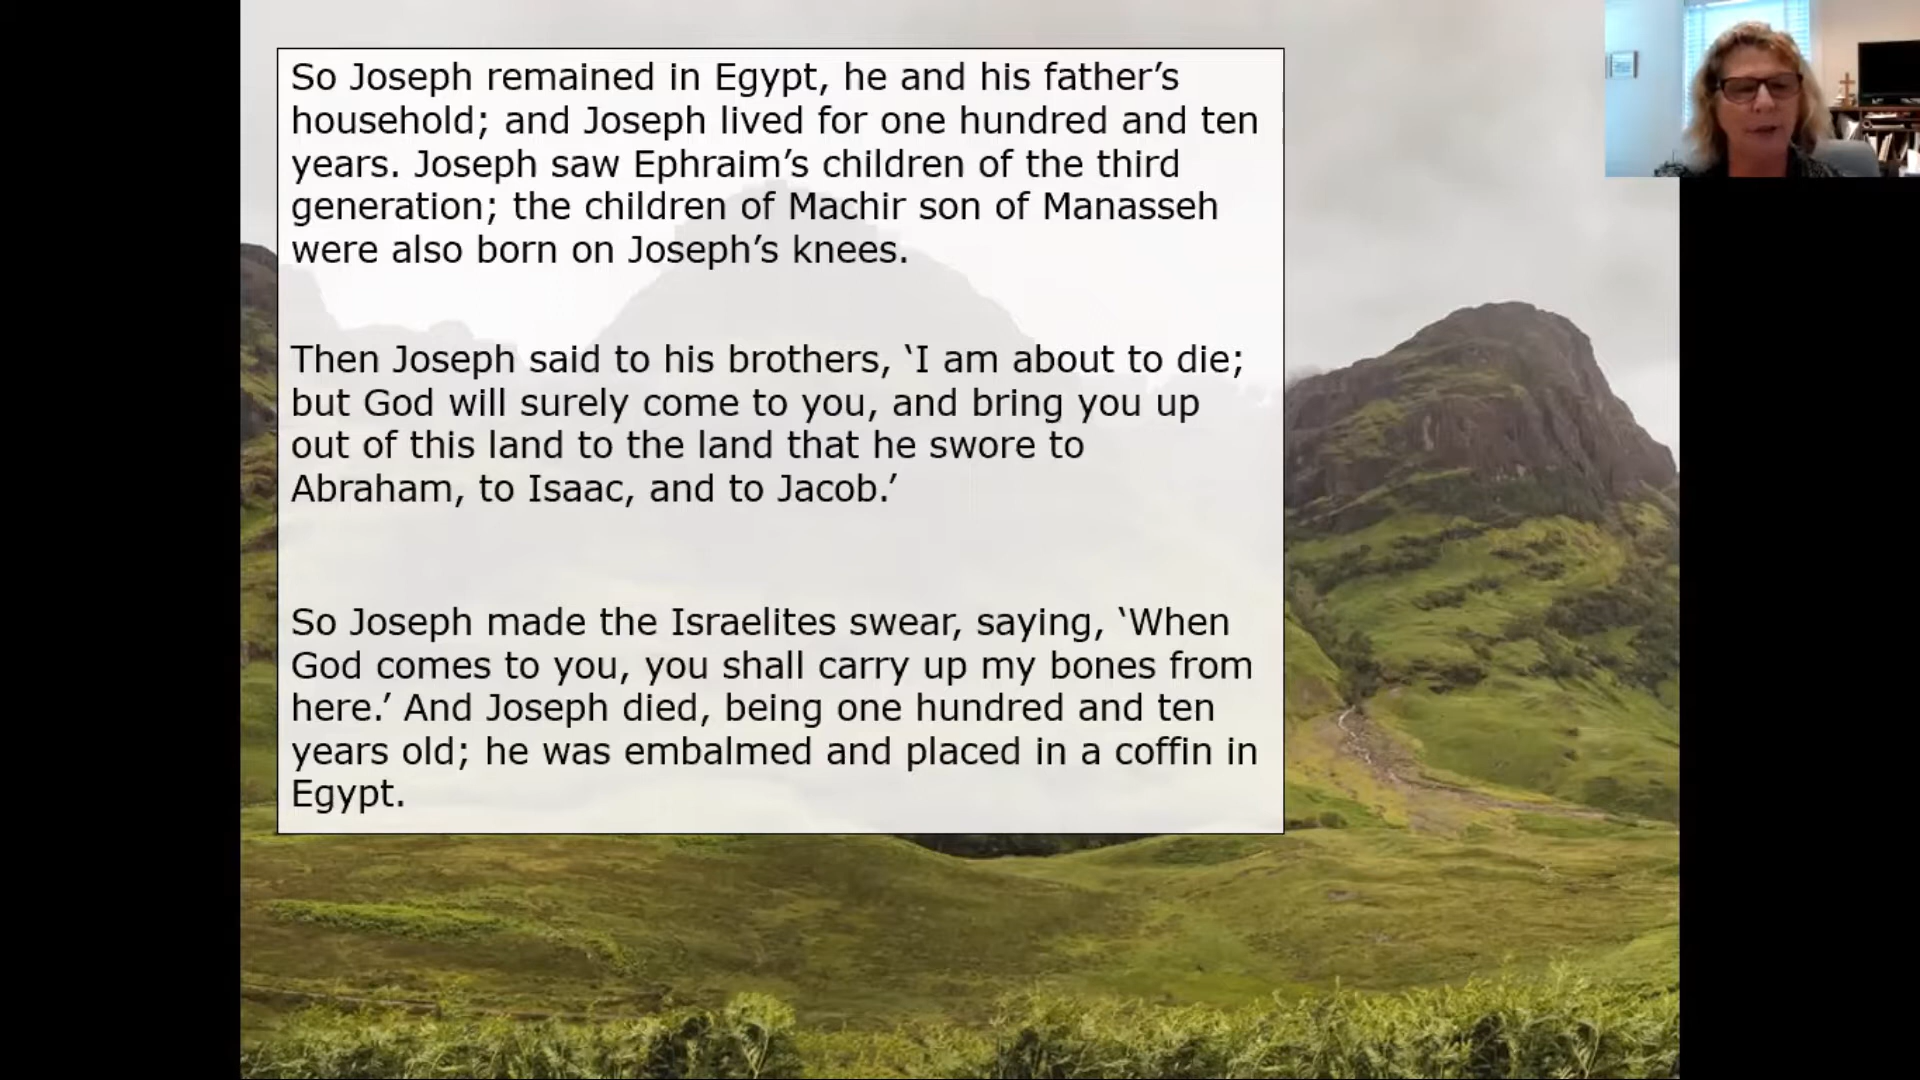 So Joseph remained in Egypt, he and his father’s
household; and Joseph lived for one hundred and ten
years. Joseph saw Ephraim’s children of the third
generation; the children of Machir son of Manasseh
were also born on Joseph’s knees.
Then Joseph said to his brothers, ‘I am about to die;
but God will surely come to you, and bring you up
out of this land to the land that he swore to
Abraham, to Isaac, and to Jacob.’
So Joseph made the Israelites swear, saying, ‘When
God comes to you, you shall carry up my bones from
here.’ And Joseph died, being one hundred and ten
years old; he was embalmed and placed in a coffin in
Egypt.